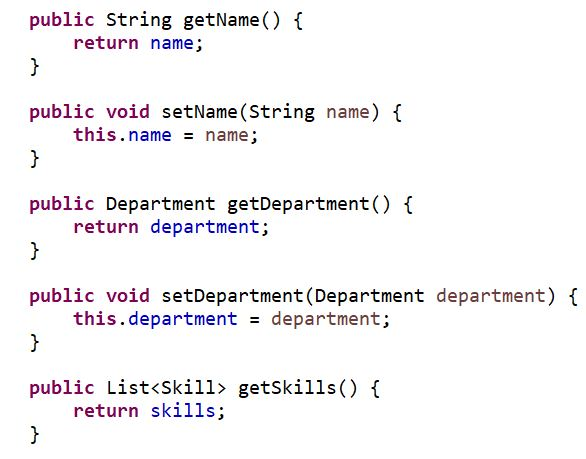 public String getName() {
    return name;
}

public void setName(String name) {
    this.name = name;
}

public Department getDepartment() {
    return department;
}

public void setDepartment(Department department) {
    this.department = department;
}

public List<Skill> getSkills() {
    return skills;
}